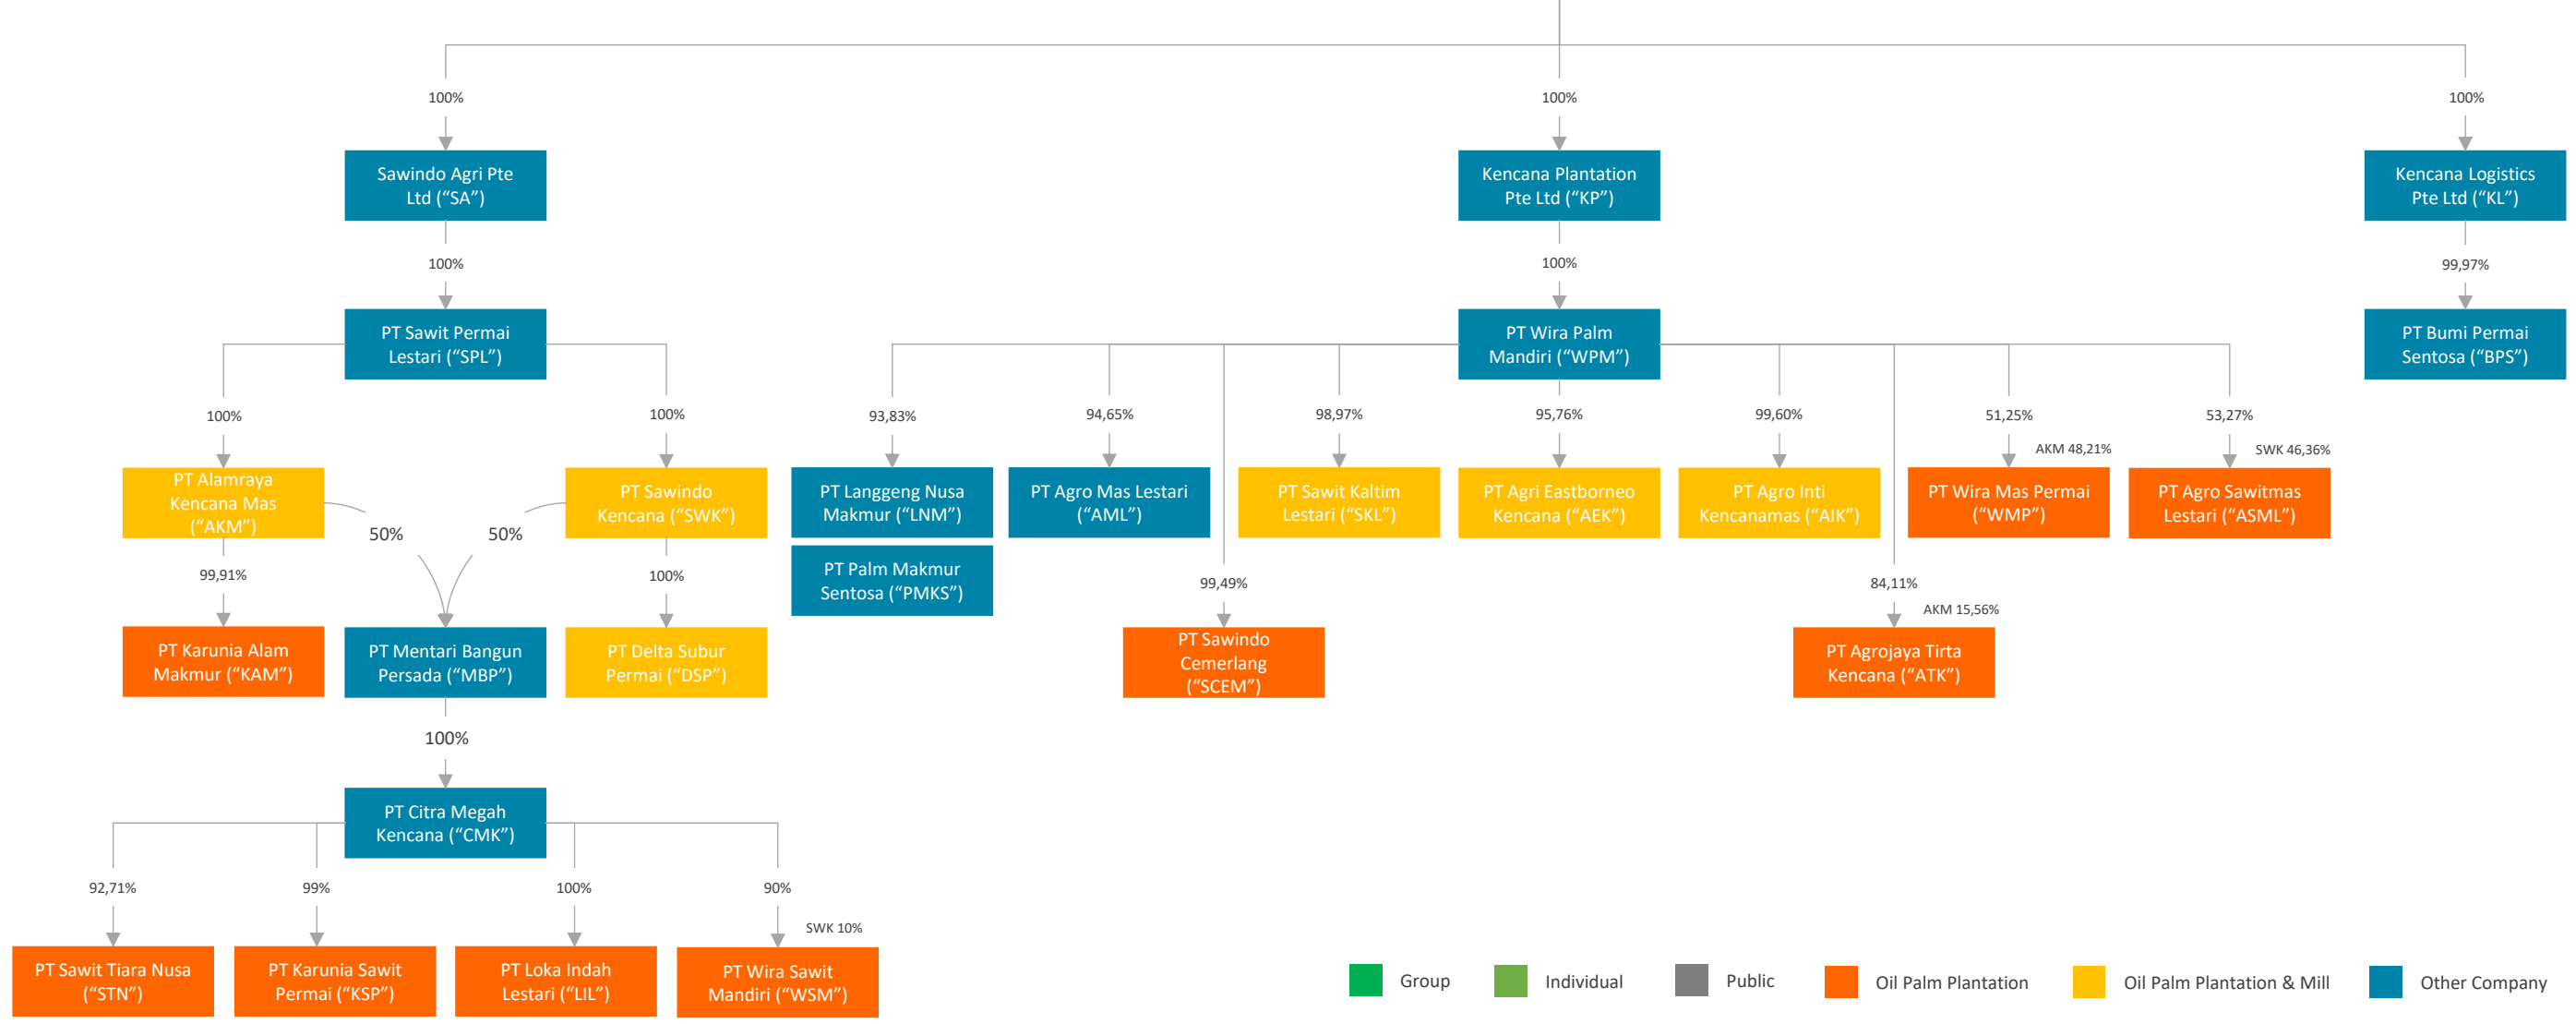 100%
100%
100%
Sawindo Agri Pte
Ltd (“SA”)
Kencana Plantation
Pte Ltd (“KP”)
Kencana Logistics
Pte Ltd (“KL”)
100%
100%
99,97%
PT Sawit Permai
Lestari (“SPL”)
PT Wira Palm
Mandiri (“WPM”)
PT Bumi Permai
Sentosa (“BPS”)
100%
100%
93,83%
94,65%
98,97%
95,76%
99,60%
51,25%
53,27%
AKM 48,21%
SWK 46,36%
PT Alamraya
Kencana Mas
(“AKM”)
PT Sawindo
Kencana (“SWK”)
PT Langgeng Nusa
Makmur (“LNM”)
PT Agro Mas Lestari
(“AML”)
PT Sawit Kaltim
Lestari (“SKL”)
PT Agri Eastborneo
Kencana (“AEK”)
PT Agro Inti
Kencanamas (“AIK”)
PT Wira Mas Permai
(“WMP”)
PT Agro Sawitmas
Lestari (“ASML”)
50%
50%
PT Palm Makmur
Sentosa (“PMKS”)
99,91%
100%
99,49%
84,11%
AKM 15,56%
PT Karunia Alam
Makmur (“KAM”)
PT Mentari Bangun
Persada (“MBP”)
PT Delta Subur
Permai (“DSP”)
PT Sawindo
Cemerlang
(“SCEM”)
PT Agrojaya Tirta
Kencana (“ATK”)
100%
PT Citra Megah
Kencana (“CMK”)
92,71%
99%
100%
90%
SWK 10%
PT Sawit Tiara Nusa
(“STN”)
PT Karunia Sawit
Permai (“KSP”)
PT Loka Indah
Lestari (“LIL”)
PT Wira Sawit
Mandiri (“WSM”)
Group
Individual
Public
Oil Palm Plantation
Oil Palm Plantation & Mill
Other Company